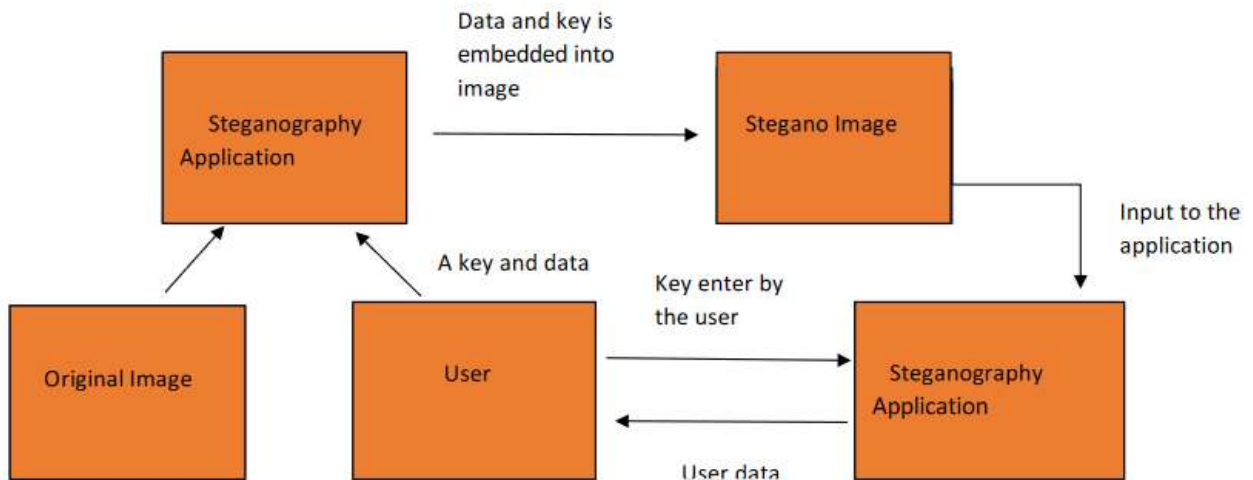 Data and key is
embedded into
image
Steganography
Application
Stegano Image
Input to the
application
A key and data
Key enter by
the user
Original Image
User
Steganography
Application
User data